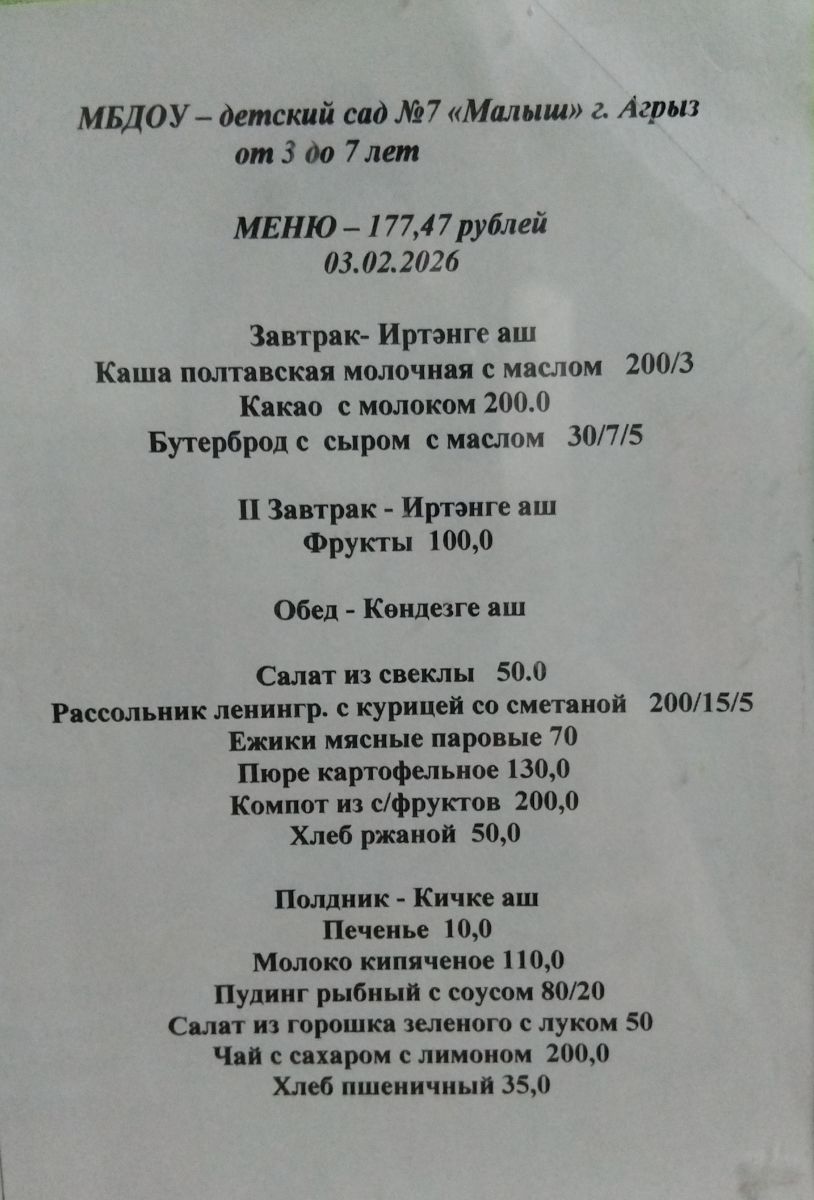 МБДОУ – детский сад №7 «Малыш» г. Агрыз
от 3 до 7 лет
МЕНЮ – 177,47 рублей
03.02.2026
Завтрак- Иртәнге аш
Каша полтавская молочная с маслом 200/3
Какао с молоком 200.0
Бутерброд с сыром с маслом 30/7/5
II Завтрак - Иртәнге аш
Фрукты 100,0
Обед - Көндезге аш
Салат из свеклы 50.0
Рассольник ленингр. с курицей со сметаной 200/15/5
Ежики мясные паровые 70
Пюре картофельное 130,0
Компот из с/фруктов 200,0
Хлеб ржаной 50,0
Полдник - Кичке аш
Печенье 10,0
Молоко кипяченое 110,0
Пудинг рыбный с соусом 80/20
Салат из горошка зеленого с луком 50
Чай с сахаром с лимоном 200,0
Хлеб пшеничный 35,0